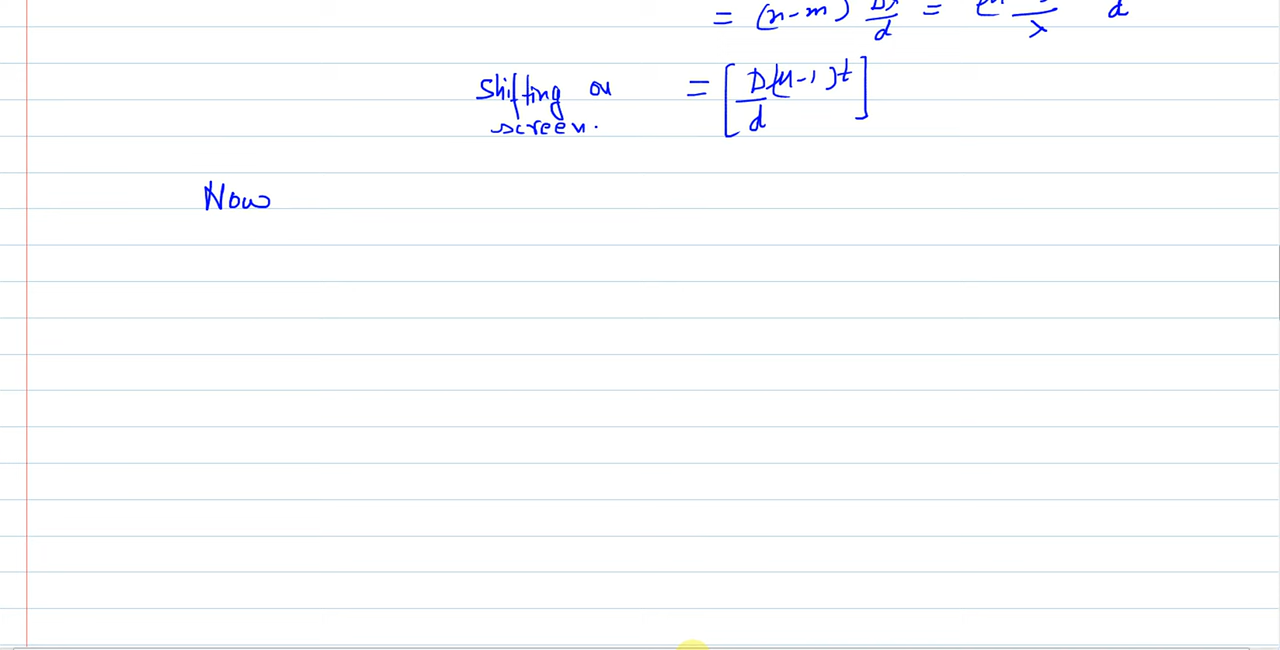 = (n-m) Dλ/d =
Shifting on = [D(μ-1)t/d]
screen.
Now